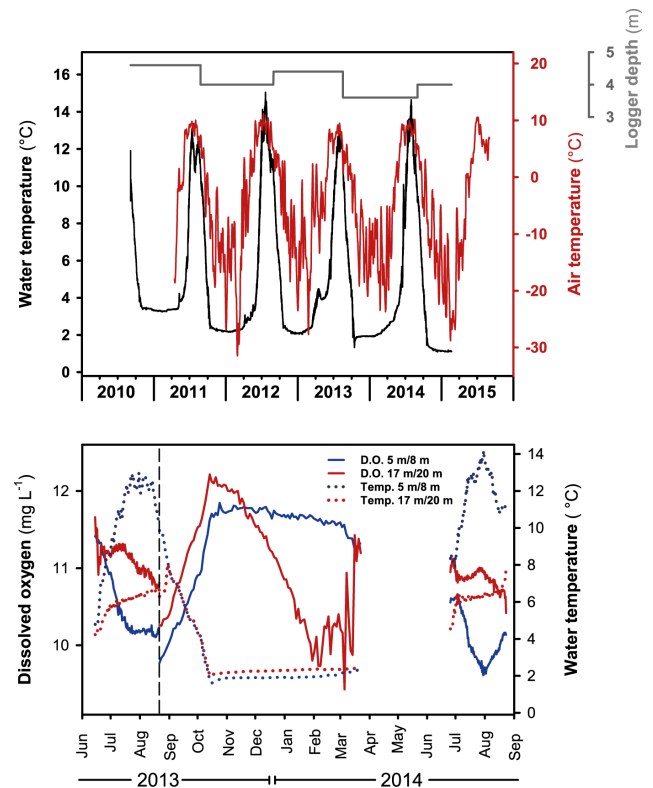 16
14
12
10
8
6
4
2
0
Water temperature (°C)
20
10
0
-10
-20
-30
Air temperature (°C)
5
4
3
Logger depth (m)
2010 2011 2012 2013 2014 2015
12
11
10
Dissolved oxygen (mg L-1)
D.O. 5 m/8 m
D.O. 17 m/20 m
Temp. 5 m/8 m
Temp. 17 m/20 m
14
12
10
8
6
4
2
0
Water temperature (°C)
Jun Jul Aug Sep Oct Nov Dec Jan Feb Mar Apr May Jun Jul Aug Sep
2013 2014